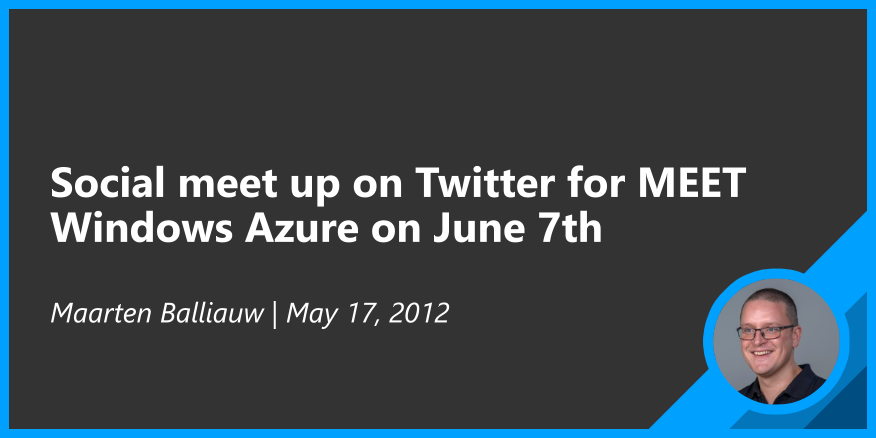 Social meet up on Twitter for MEET
Windows Azure on June 7th
Maarten Balliauw | May 17, 2012